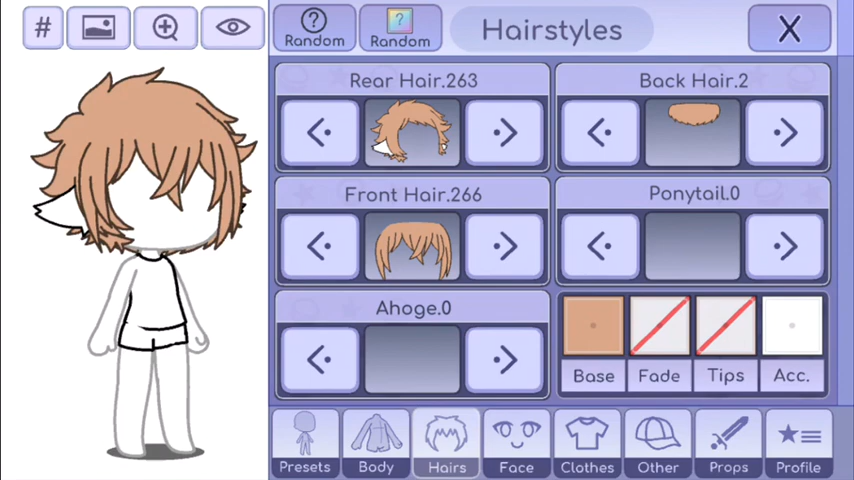 #
?
Random
?
Random
Hairstyles
X
Rear Hair.263
Back Hair.2
Front Hair.266
Ponytail.0
Ahoge.0
Base
Fade
Tips
Acc.
Presets
Body
Hairs
Face
Clothes
Other
Props
Profile